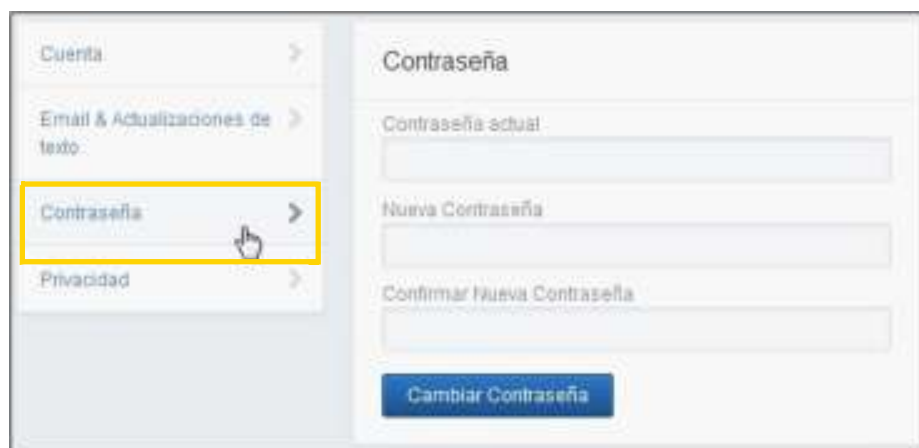 Cuenta
Email & Actualizaciones de
texto
Contraseña
Privacidad
Contraseña
Contraseña actual
Nueva Contraseña
Confirmar Nueva Contraseña
Cambiar Contraseña